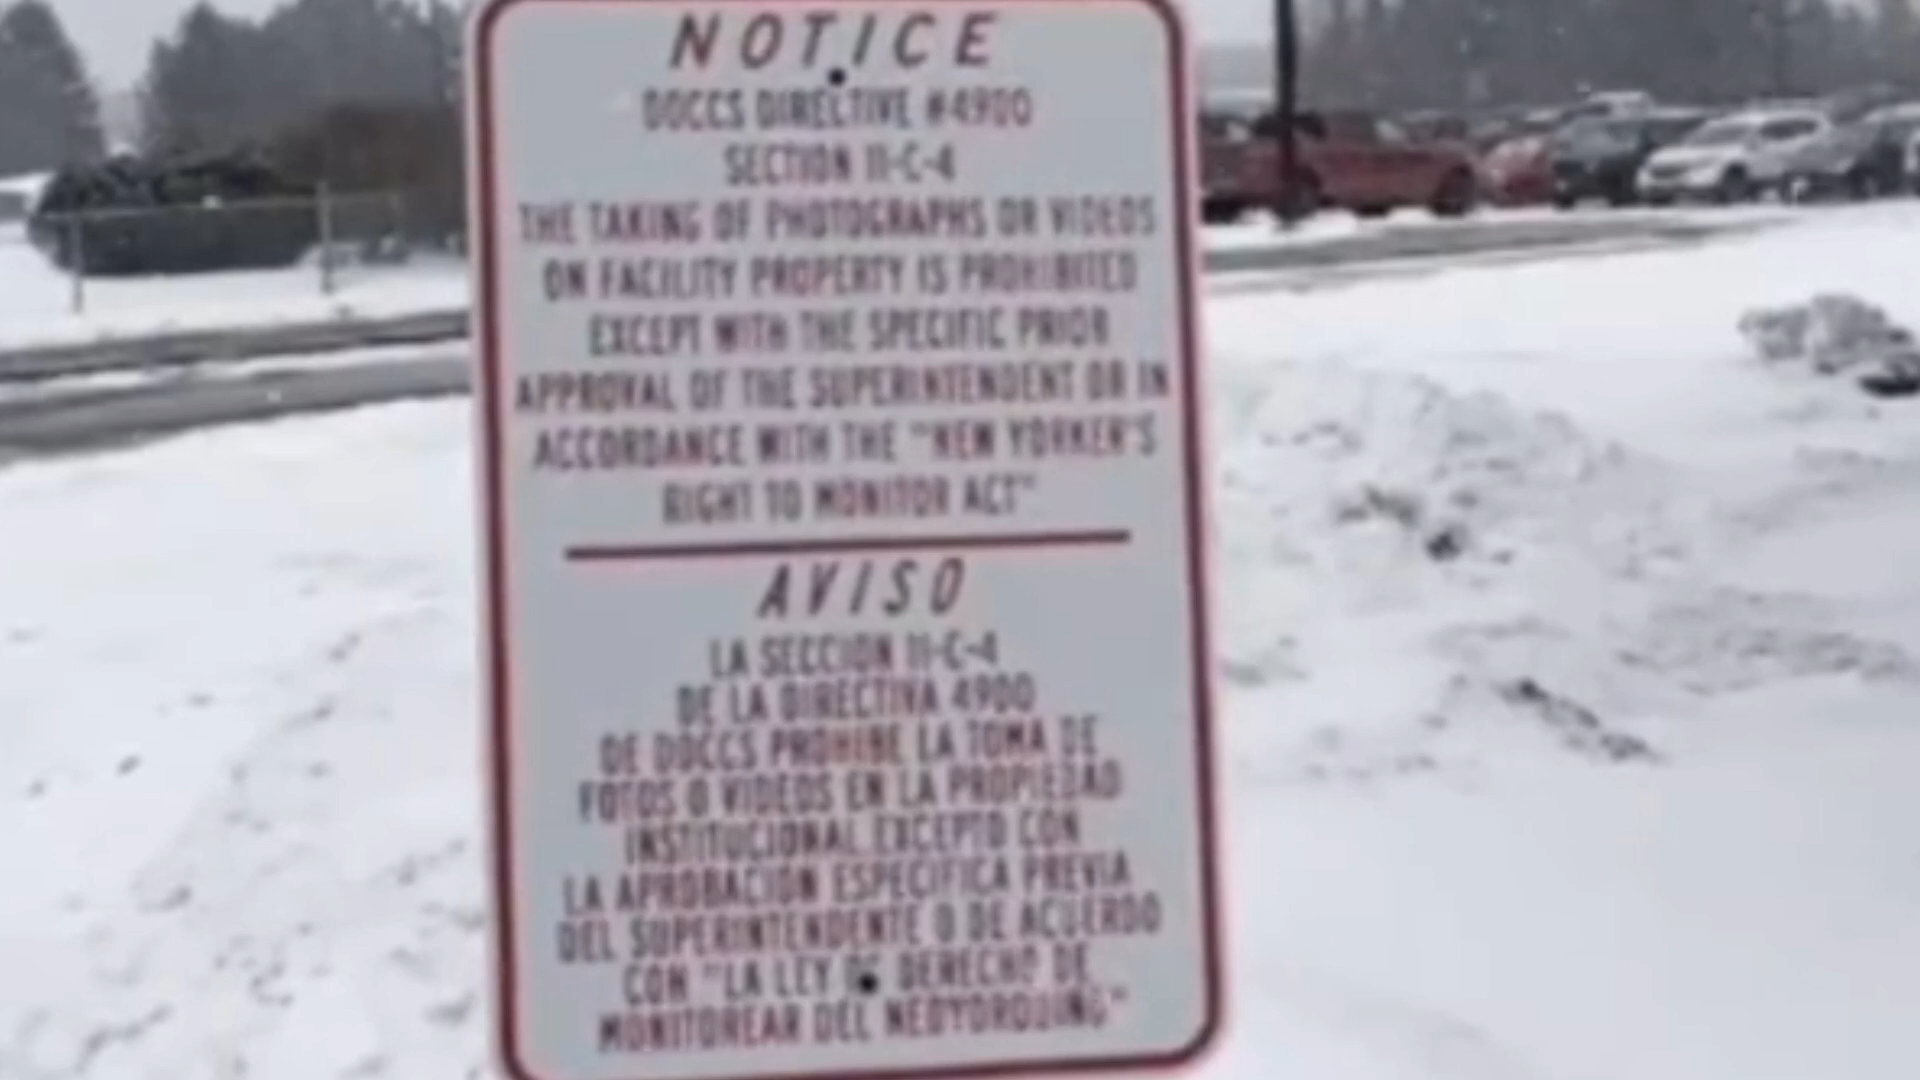 NOTICE
DOCCS DIRECTIVE #4900
SECTION II-C-4
THE TAKING OF PHOTOGRAPHS OR VIDEOS
ON FACILITY PROPERTY IS PROHIBITED
EXCEPT WITH THE SPECIFIC PRIOR
APPROVAL OF THE SUPERINTENDENT OR IN
ACCORDANCE WITH THE "NEW YORKER'S
RIGHT TO MONITOR ACT"
AVISO
LA SECCION II-C-4
DE LA DIRECTIVA 4900
DE DOCCS PROHIBE LA TOMA DE
FOTOS O VIDEOS EN LA PROPIEDAD
INSTITUCIONAL EXCEPTO CON
LA APROBACION ESPECIFICA PREVIA
DEL SUPERINTENDENTE O DE ACUERDO
CON "LA LEY DE DERECHO DE
MONITOREAR DEL NEOYORQUINO"